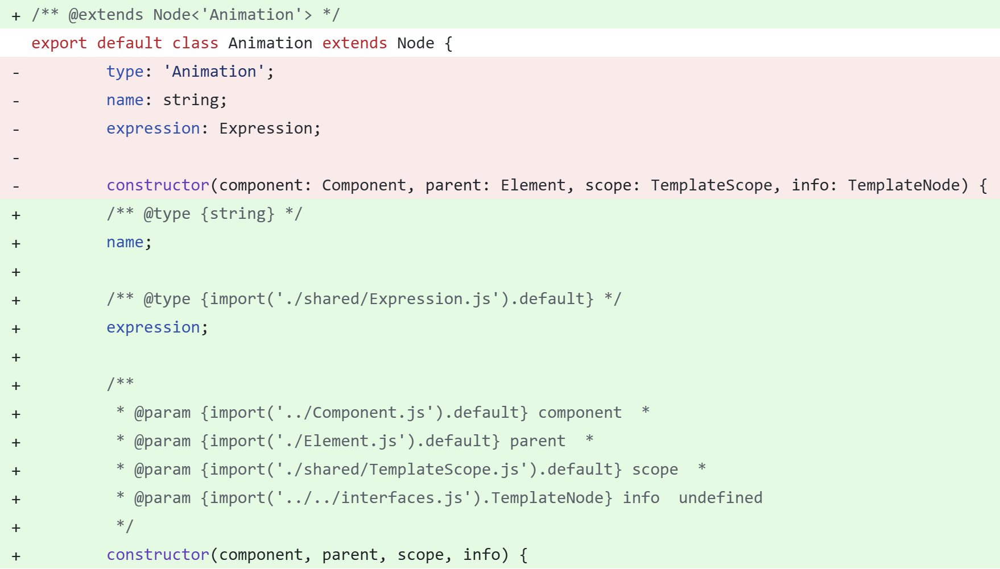 + /** @extends Node<'Animation'> */
  export default class Animation extends Node {
-         type: 'Animation';
-         name: string;
-         expression: Expression;
-
-         constructor(component: Component, parent: Element, scope: TemplateScope, info: TemplateNode) {
+         /** @type {string} */
+         name;
+
+         /** @type {import('./shared/Expression.js').default} */
+         expression;
+
+         /**
+          * @param {import('../Component.js').default} component  *
+          * @param {import('./Element.js').default} parent  *
+          * @param {import('./shared/TemplateScope.js').default} scope  *
+          * @param {import('../../interfaces.js').TemplateNode} info  undefined
+          */
+         constructor(component, parent, scope, info) {